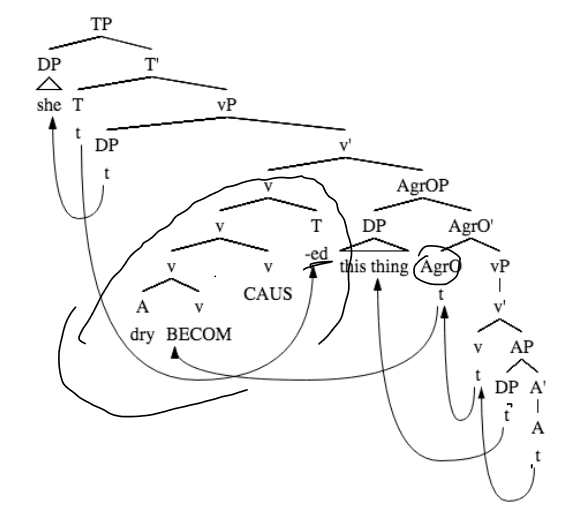 TP
DP T'
she T vP
t DP v'
t v AgrOP
v T DP AgrO'
v v -ed this thing AgrO vP
A v CAUS t v'
dry BECOM v AP
t DP A'
t A
t